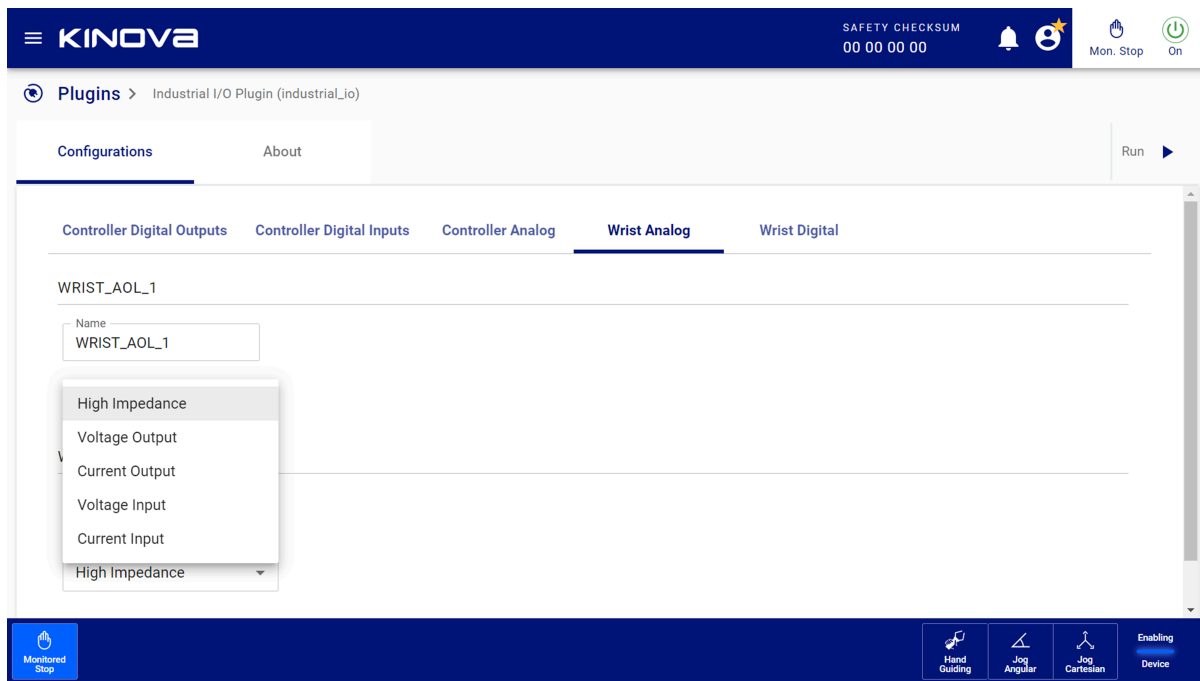 KINOVA
SAFETY CHECKSUM
00 00 00 00
Mon. Stop
On
Plugins > Industrial I/O Plugin (industrial_io)
Configurations
About
Run
Controller Digital Outputs
Controller Digital Inputs
Controller Analog
Wrist Analog
Wrist Digital
WRIST_AOL_1
Name
WRIST_AOL_1
High Impedance
Voltage Output
Current Output
Voltage Input
Current Input
High Impedance
Monitored
Stop
Hand
Guiding
Jog
Angular
Jog
Cartesian
Enabling
Device